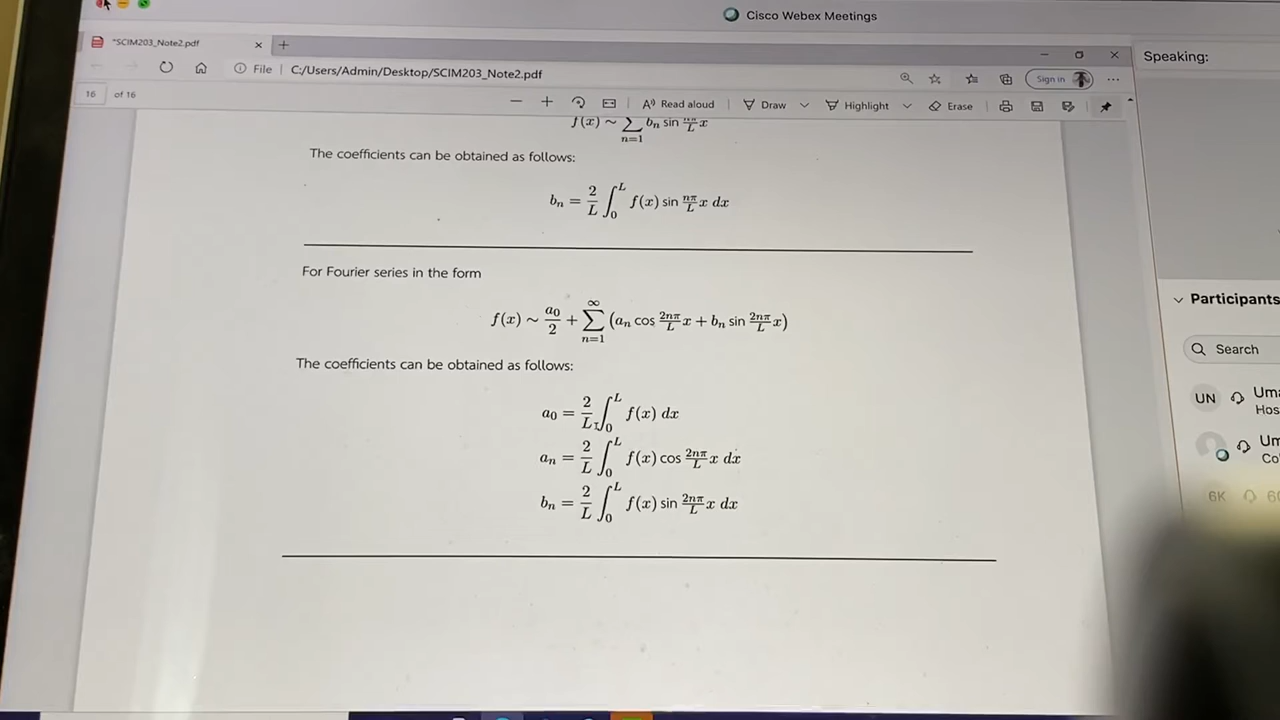 Cisco Webex Meetings
*SCIM203_Note2.pdf
Speaking:
File | C:/Users/Admin/Desktop/SCIM203_Note2.pdf
Sign in
16 of 16
Read aloud
Draw
Highlight
Erase
f(x) ∼ ∑_{n=1} b_n sin nπ/L x
The coefficients can be obtained as follows:
b_n = 2/L ∫_0^L f(x) sin nπ/L x dx
For Fourier series in the form
f(x) ∼ a_0/2 + ∑_{n=1}^∞ (a_n cos 2nπ/L x + b_n sin 2nπ/L x)
The coefficients can be obtained as follows:
a_0 = 2/L ∫_0^L f(x) dx
a_n = 2/L ∫_0^L f(x) cos 2nπ/L x dx
b_n = 2/L ∫_0^L f(x) sin 2nπ/L x dx
Participants
Search
UN
Hos
Co
6K